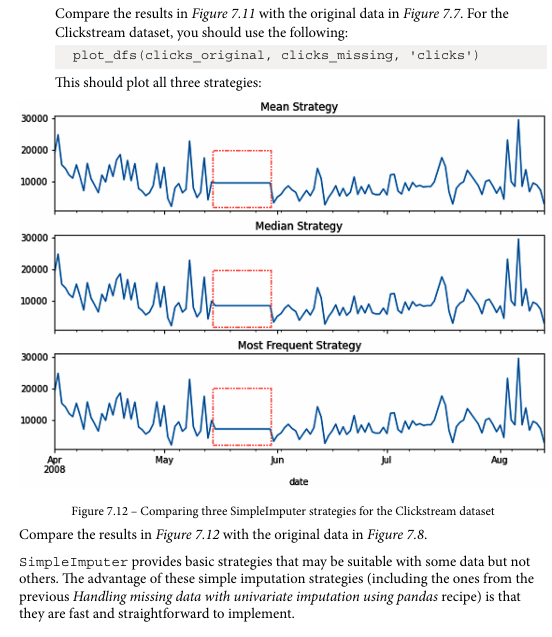 Compare the results in Figure 7.11 with the original data in Figure 7.7. For the
Clickstream dataset, you should use the following:
plot_dfs(clicks_original, clicks_missing, 'clicks')
This should plot all three strategies:
Mean Strategy
30000
20000
10000
Median Strategy
30000
20000
10000
Most Frequent Strategy
30000
20000
10000
Apr May Jun Jul Aug
2008
date
Figure 7.12 – Comparing three SimpleImputer strategies for the Clickstream dataset
Compare the results in Figure 7.12 with the original data in Figure 7.8.
SimpleImputer provides basic strategies that may be suitable with some data but not
others. The advantage of these simple imputation strategies (including the ones from the
previous Handling missing data with univariate imputation using pandas recipe) is that
they are fast and straightforward to implement.